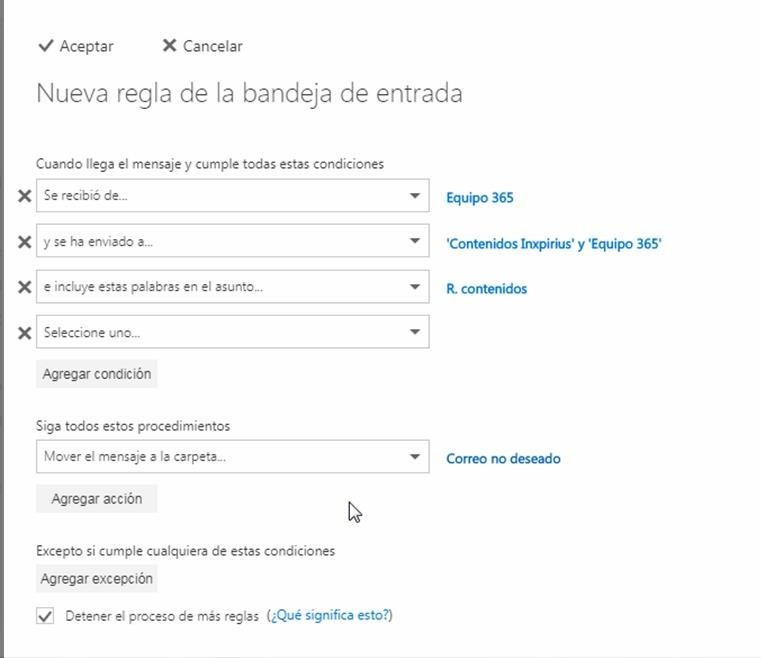 Aceptar Cancelar
Nueva regla de la bandeja de entrada
Cuando llega el mensaje y cumple todas estas condiciones
Se recibió de... Equipo 365
y se ha enviado a... 'Contenidos Inxpirius' y 'Equipo 365'
e incluye estas palabras en el asunto... R. contenidos
Seleccione uno...
Agregar condición
Siga todos estos procedimientos
Mover el mensaje a la carpeta... Correo no deseado
Agregar acción
Excepto si cumple cualquiera de estas condiciones
Agregar excepción
Detener el proceso de más reglas (¿Qué significa esto?)